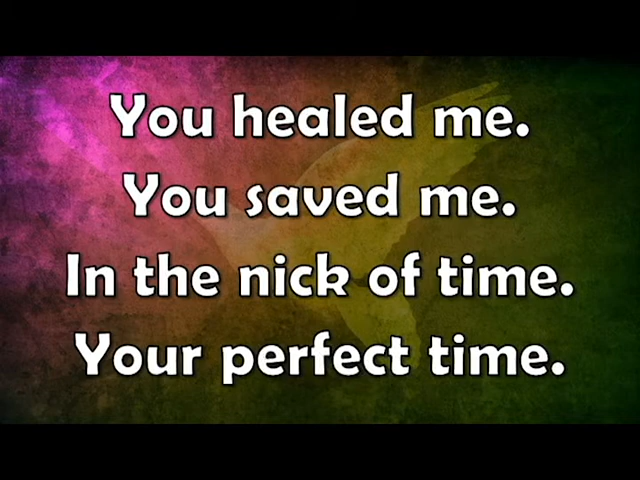 You healed me.
You saved me.
In the nick of time.
Your perfect time.